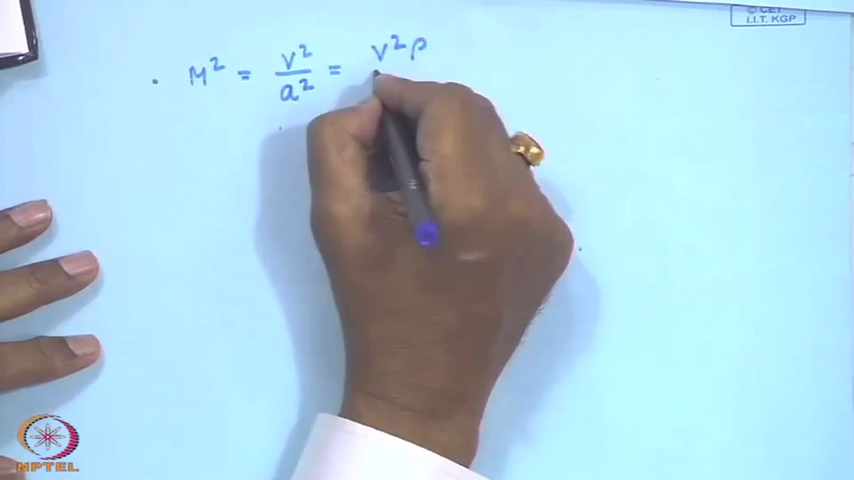 © CET
I.I.T. KGP
. M² = V²/a² = V²ρ
NPTEL